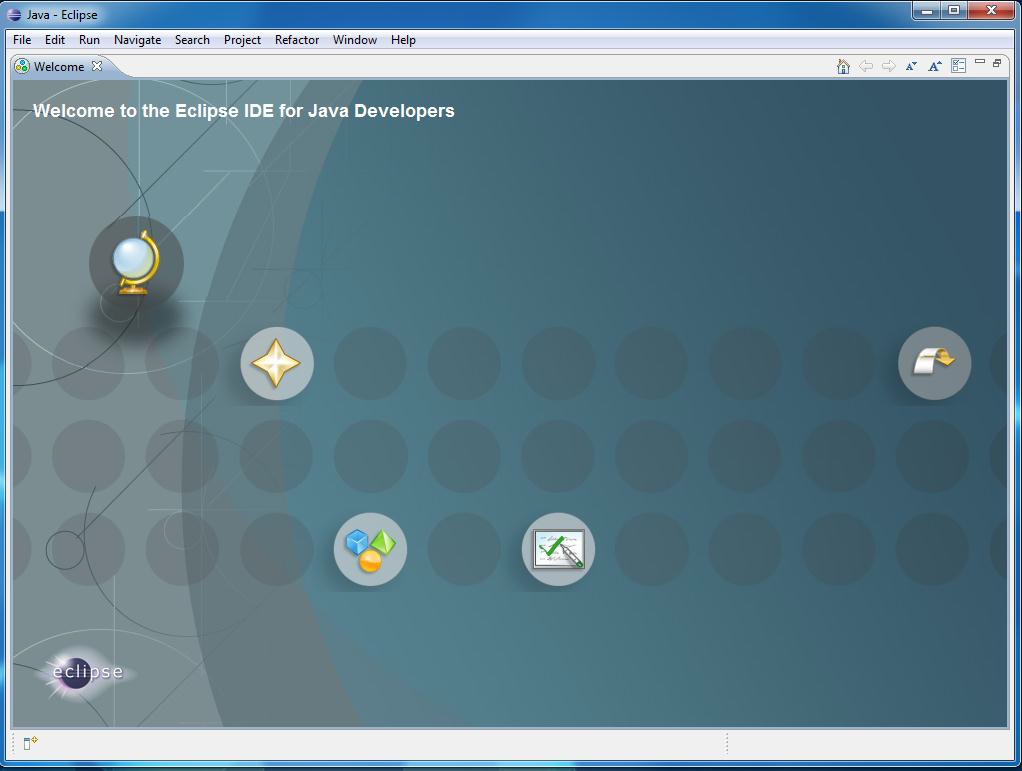 Java - Eclipse
File Edit Run Navigate Search Project Refactor Window Help
Welcome
Welcome to the Eclipse IDE for Java Developers
eclipse